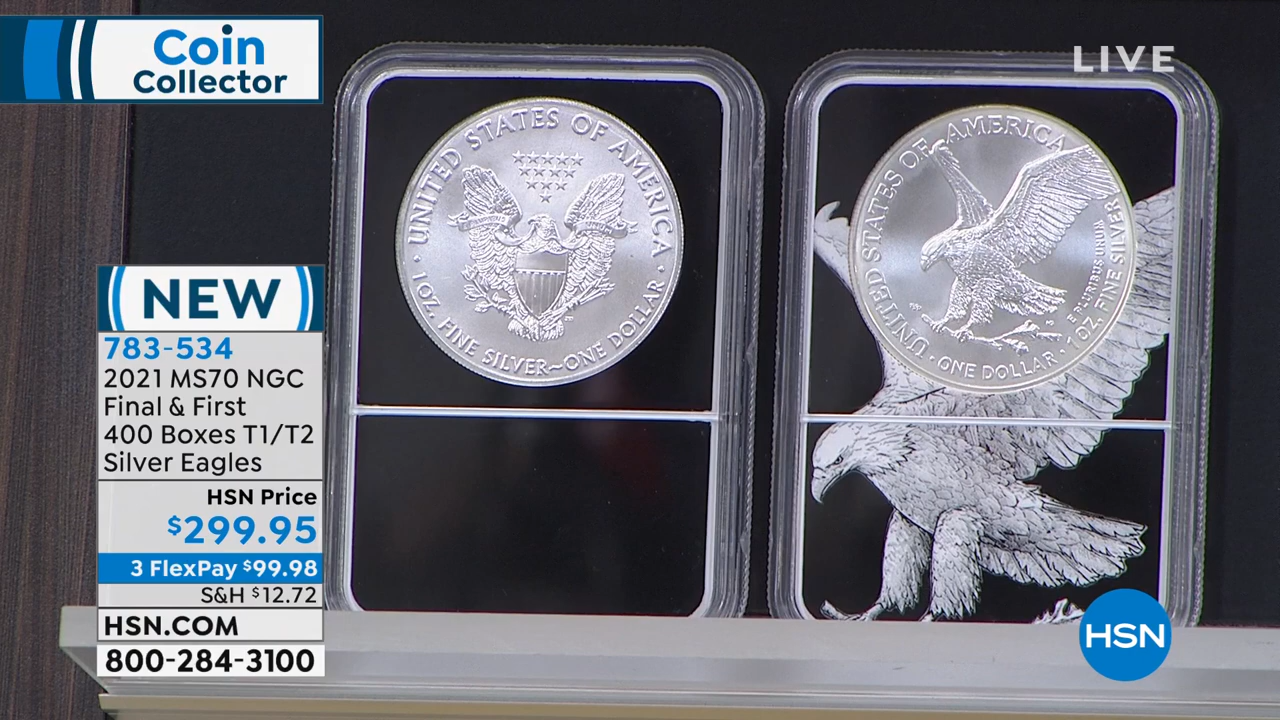 Coin
Collector
LIVE
UNITED STATES OF AMERICA
1 OZ. FINE SILVER~ONE DOLLAR
UNITED STATES OF AMERICA
E PLURIBUS UNUM
1 OZ. FINE SILVER
ONE DOLLAR
NEW
783-534
2021 MS70 NGC
Final & First
400 Boxes T1/T2
Silver Eagles
HSN Price
$299.95
3 FlexPay $99.98
S&H $12.72
HSN.COM
800-284-3100
HSN